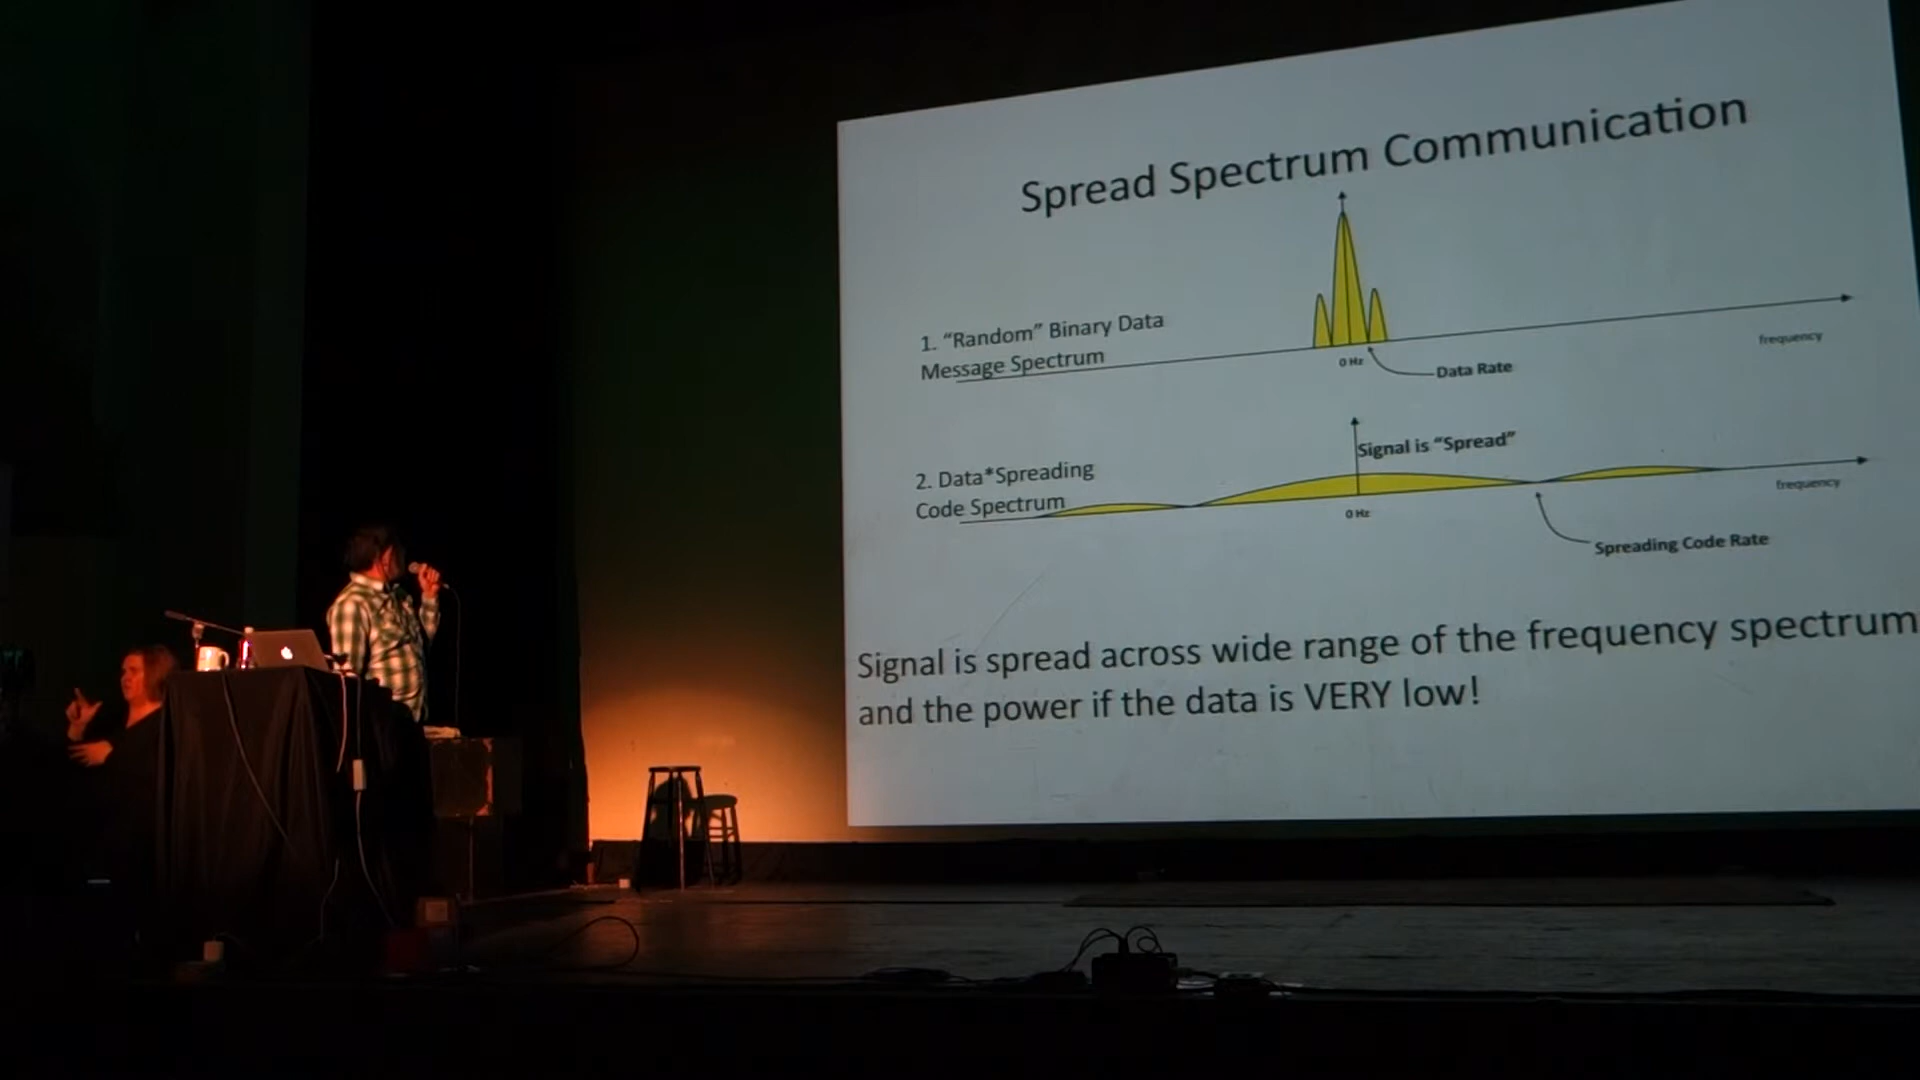 Spread Spectrum Communication
1. “Random” Binary Data
Message Spectrum
0 Hz
Data Rate
frequency
Signal is “Spread”
2. Data*Spreading
Code Spectrum
0 Hz
frequency
Spreading Code Rate
Signal is spread across wide range of the frequency spectrum
and the power if the data is VERY low!